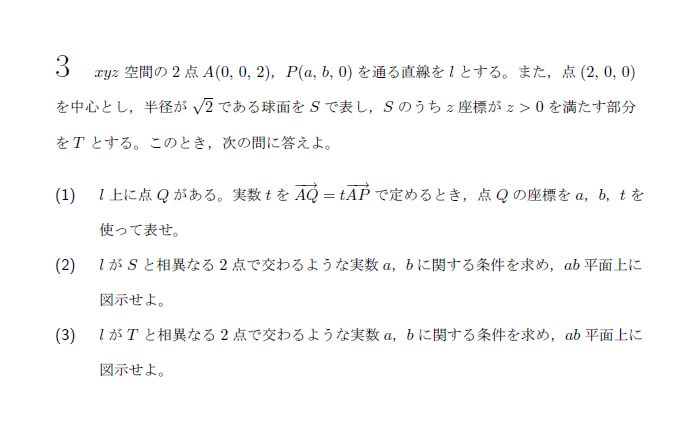 3 xyz 空間の 2 点 A(0, 0, 2), P(a, b, 0) を通る直線を l とする。また，点 (2, 0, 0)
を中心とし，半径が √2 である球面を S で表し，S のうち z 座標が z > 0 を満たす部分
を T とする。このとき，次の問に答えよ。
(1) l 上に点 Q がある。実数 t を \overrightarrow{AQ} = t\overrightarrow{AP} で定めるとき，点 Q の座標を a，b，t を
使って表せ。
(2) l が S と相異なる 2 点で交わるような実数 a，b に関する条件を求め，ab 平面上に
図示せよ。
(3) l が T と相異なる 2 点で交わるような実数 a，b に関する条件を求め，ab 平面上に
図示せよ。